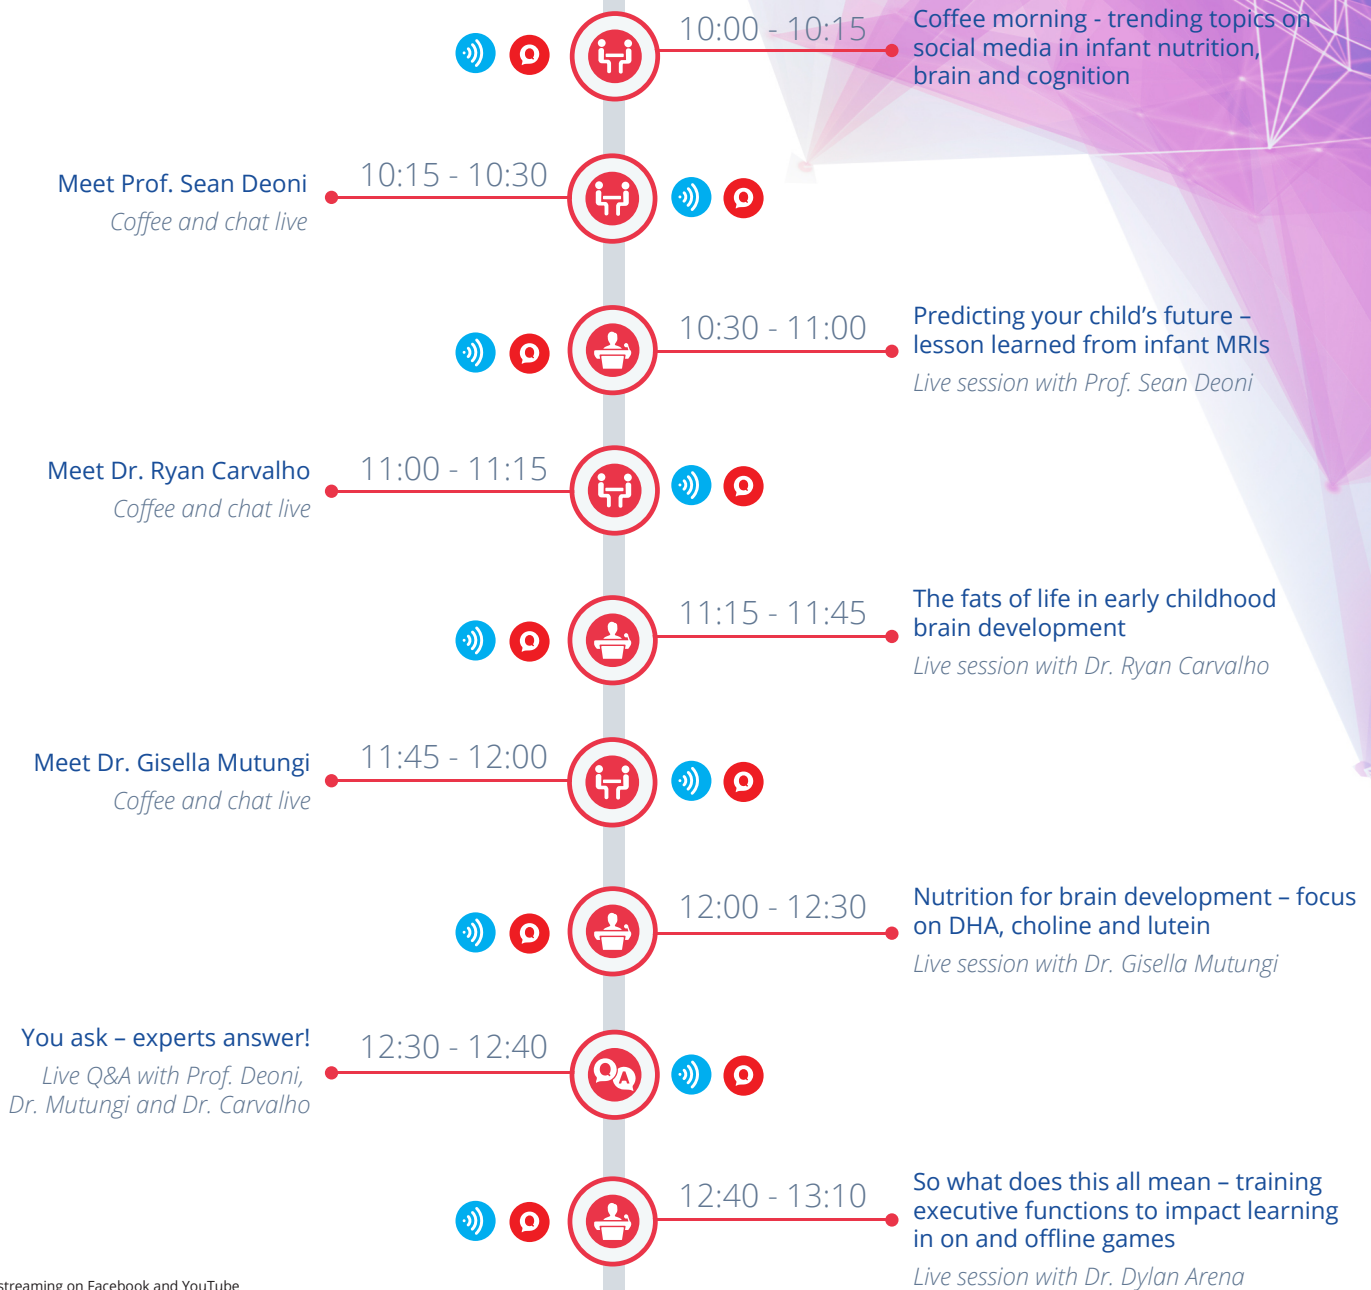 10:00 - 10:15
Coffee morning - trending topics on
social media in infant nutrition,
brain and cognition
Meet Prof. Sean Deoni
Coffee and chat live
10:15 - 10:30
10:30 - 11:00
Predicting your child’s future –
lesson learned from infant MRIs
Live session with Prof. Sean Deoni
Meet Dr. Ryan Carvalho
Coffee and chat live
11:00 - 11:15
11:15 - 11:45
The fats of life in early childhood
brain development
Live session with Dr. Ryan Carvalho
Meet Dr. Gisella Mutungi
Coffee and chat live
11:45 - 12:00
12:00 - 12:30
Nutrition for brain development – focus
on DHA, choline and lutein
Live session with Dr. Gisella Mutungi
You ask – experts answer!
Live Q&A with Prof. Deoni,
Dr. Mutungi and Dr. Carvalho
12:30 - 12:40
Q A
12:40 - 13:10
So what does this all mean – training
executive functions to impact learning
in on and offline games
Live session with Dr. Dylan Arena
streaming on Facebook and YouTube